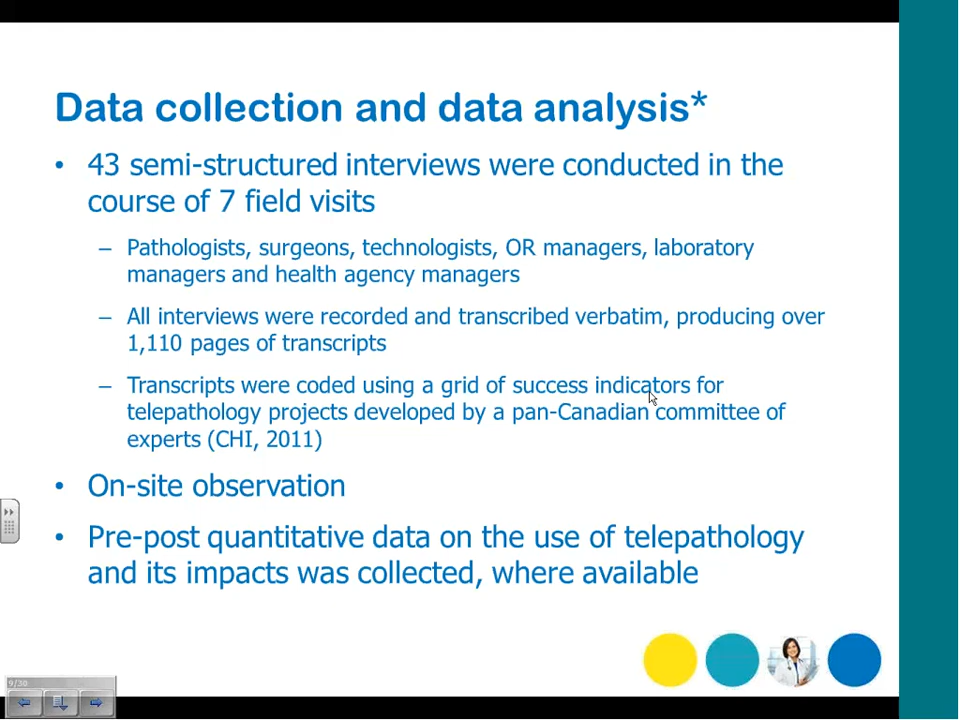 Data collection and data analysis*
• 43 semi-structured interviews were conducted in the
course of 7 field visits
– Pathologists, surgeons, technologists, OR managers, laboratory
managers and health agency managers
– All interviews were recorded and transcribed verbatim, producing over
1,110 pages of transcripts
– Transcripts were coded using a grid of success indicators for
telepathology projects developed by a pan-Canadian committee of
experts (CHI, 2011)
• On-site observation
• Pre-post quantitative data on the use of telepathology
and its impacts was collected, where available
9/30